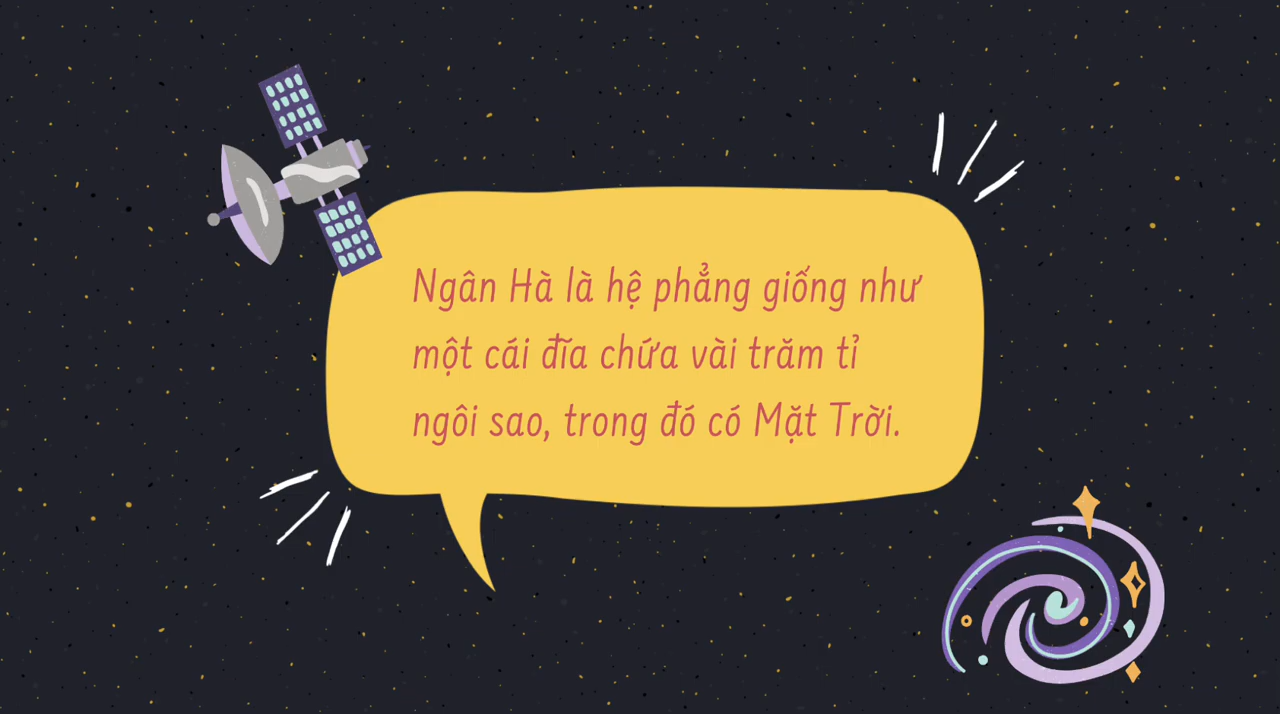 Ngân Hà là hệ phẳng giống như
một cái đĩa chứa vài trăm tỉ
ngôi sao, trong đó có Mặt Trời.